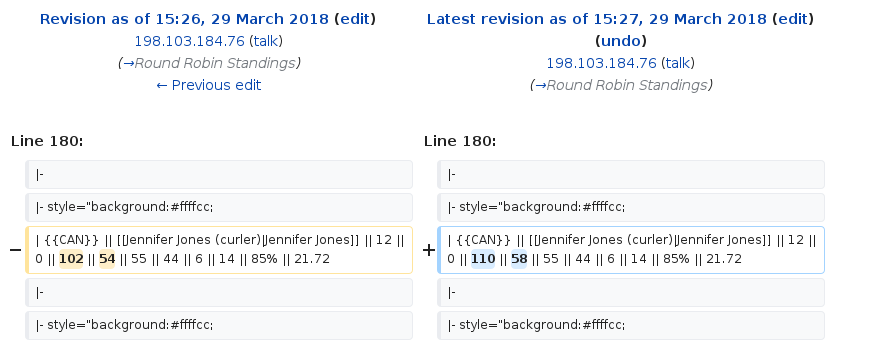 Revision as of 15:26, 29 March 2018 (edit)
198.103.184.76 (talk)
(→Round Robin Standings)
← Previous edit
Latest revision as of 15:27, 29 March 2018 (edit)
(undo)
198.103.184.76 (talk)
(→Round Robin Standings)
Line 180:
Line 180:
|-
|-
|- style="background:#ffffcc;
|- style="background:#ffffcc;
−
| {{CAN}} || [[Jennifer Jones (curler)|Jennifer Jones]] || 12 ||
0 || 102 || 54 || 55 || 44 || 6 || 14 || 85% || 21.72
+
| {{CAN}} || [[Jennifer Jones (curler)|Jennifer Jones]] || 12 ||
0 || 110 || 58 || 55 || 44 || 6 || 14 || 85% || 21.72
|-
|-
|- style="background:#ffffcc;
|- style="background:#ffffcc;